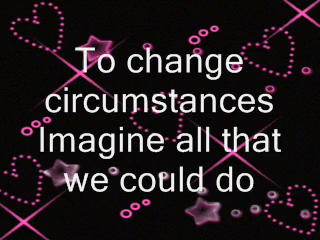 To change
circumstances
Imagine all that
we could do